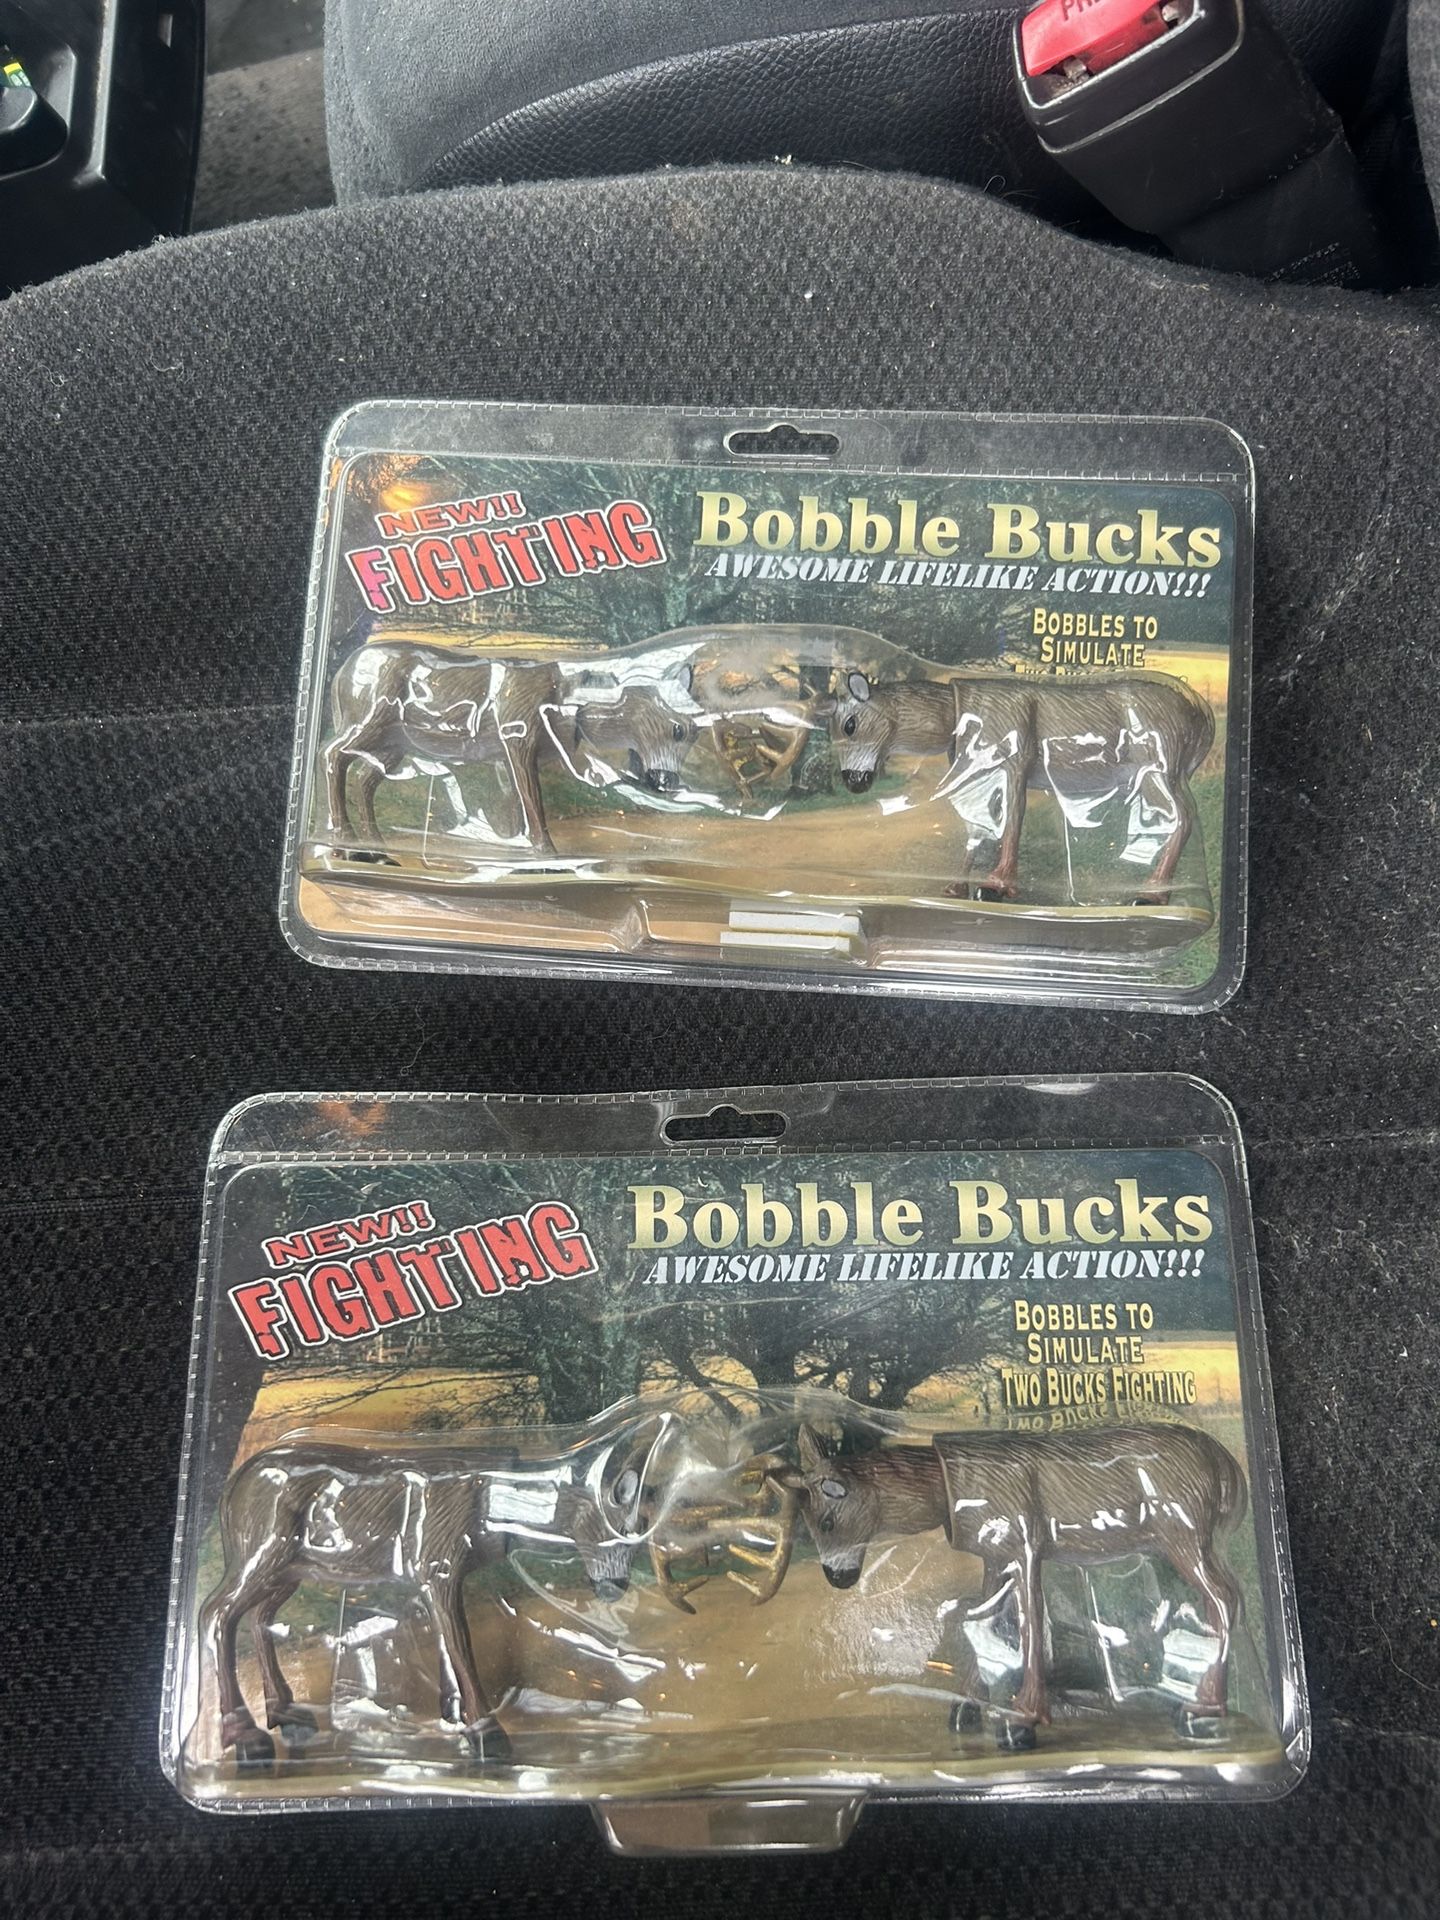 NEW!!
FIGHTING
Bobble Bucks
AWESOME LIFELIKE ACTION!!!
BOBBLES TO
SIMULATE
NEW!!
FIGHTING
Bobble Bucks
AWESOME LIFELIKE ACTION!!!
BOBBLES TO
SIMULATE
TWO BUCKS FIGHTING